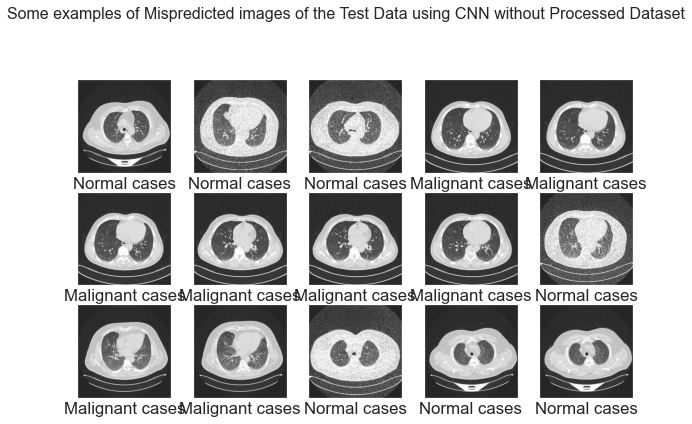 Some examples of Mispredicted images of the Test Data using CNN without Processed Dataset
Normal cases Normal cases Normal cases Malignant cases Malignant cases
Malignant cases Malignant cases Malignant cases Malignant cases Normal cases
Malignant cases Malignant cases Normal cases Normal cases Normal cases